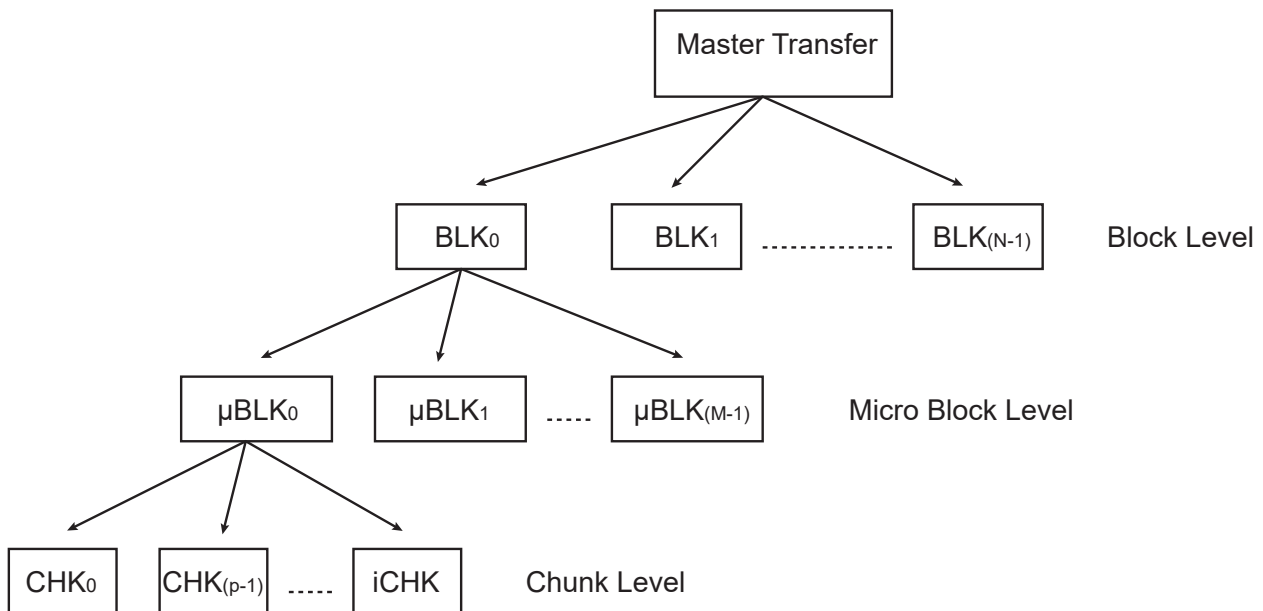 Master Transfer
BLK0 BLK1 BLK(N-1) Block Level
µBLK0 µBLK1 µBLK(M-1) Micro Block Level
CHK0 CHK(p-1) iCHK Chunk Level